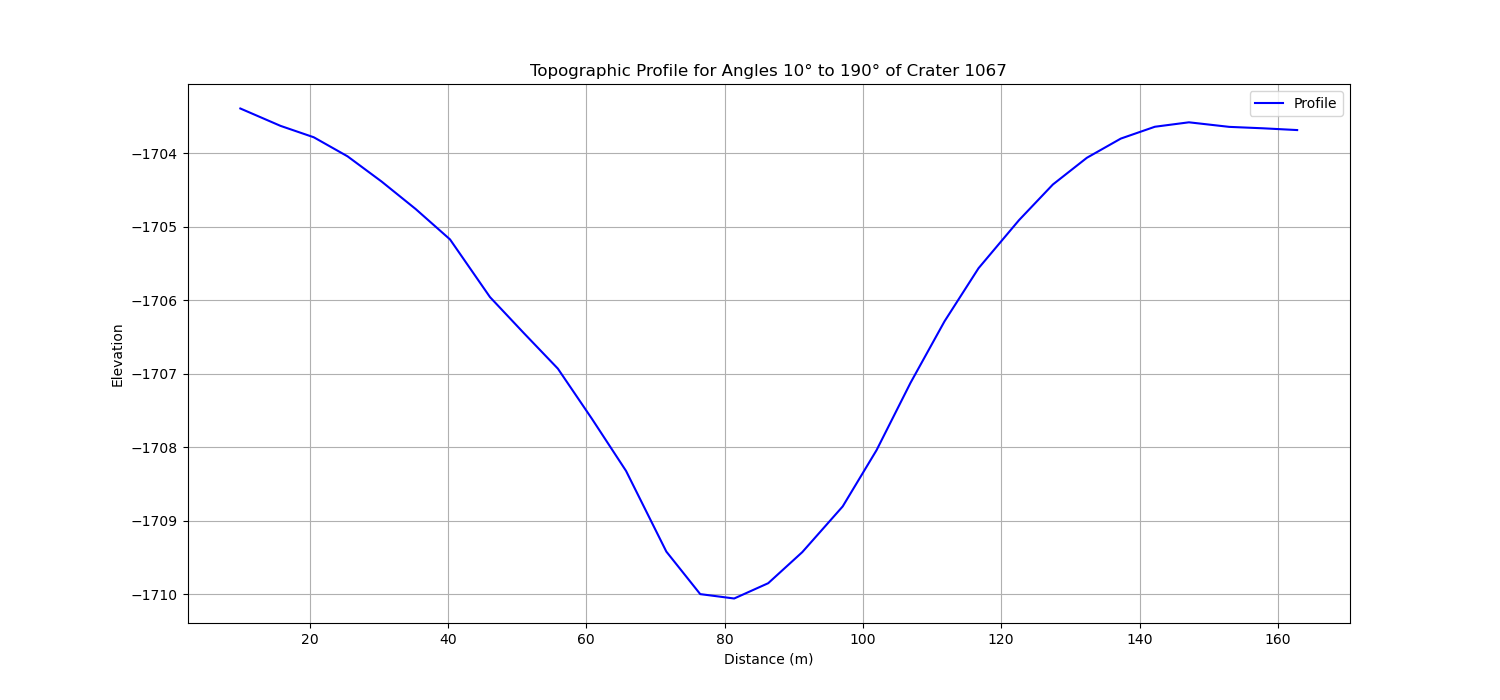 Topographic Profile for Angles 10° to 190° of Crater 1067
Profile
−1704
−1705
−1706
−1707
−1708
−1709
−1710
Elevation
20 40 60 80 100 120 140 160
Distance (m)